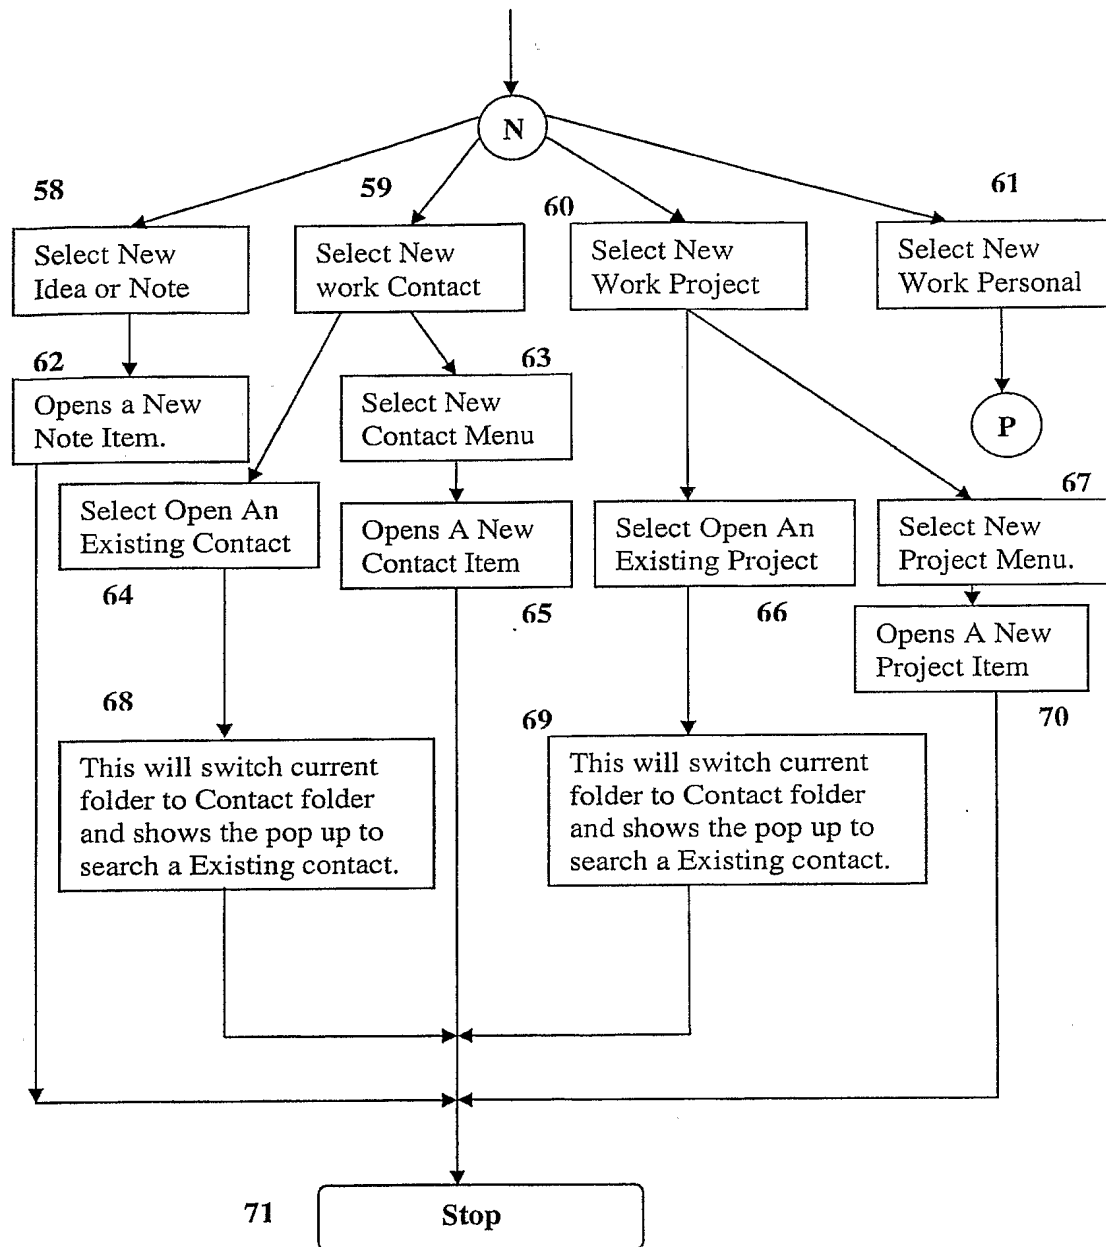 N
58
59
60
61
Select New
Idea or Note
Select New
work Contact
Select New
Work Project
Select New
Work Personal
62
63
Opens a New
Note Item.
Select New
Contact Menu
P
67
Select Open An
Existing Contact
Opens A New
Contact Item
Select Open An
Existing Project
Select New
Project Menu.
64
65
66
Opens A New
Project Item
68
69
70
This will switch current
folder to Contact folder
and shows the pop up to
search a Existing contact.
This will switch current
folder to Contact folder
and shows the pop up to
search a Existing contact.
71
Stop